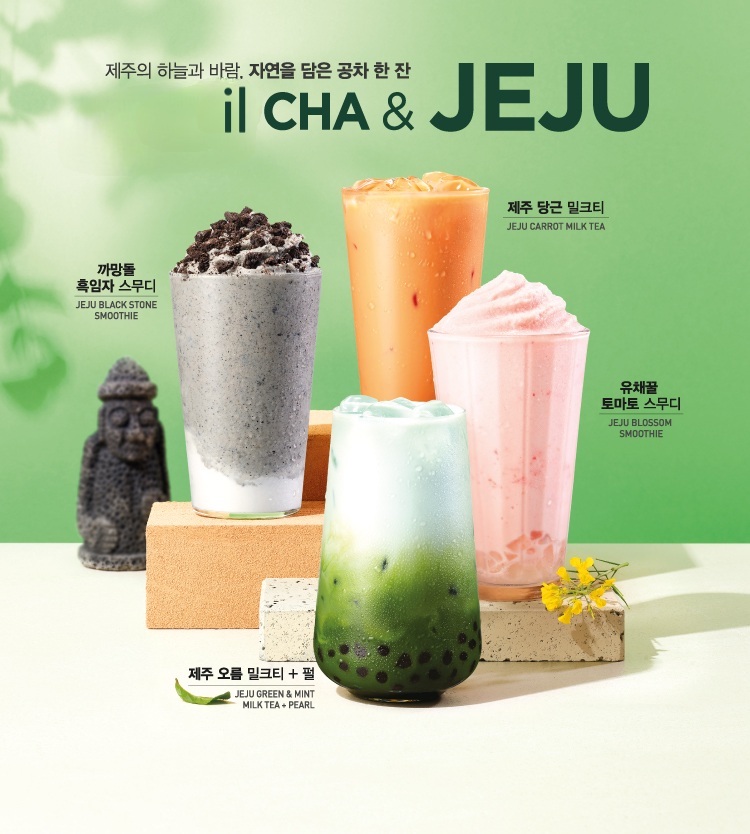 제주의 하늘과 바람, 자연을 담은 공차 한 잔
il CHA & JEJU
제주 당근 밀크티
JEJU CARROT MILK TEA
까망돌
흑임자 스무디
JEJU BLACK STONE
SMOOTHIE
유채꿀
토마토 스무디
JEJU BLOSSOM
SMOOTHIE
제주 오름 밀크티 + 펄
JEJU GREEN & MINT
MILK TEA + PEARL